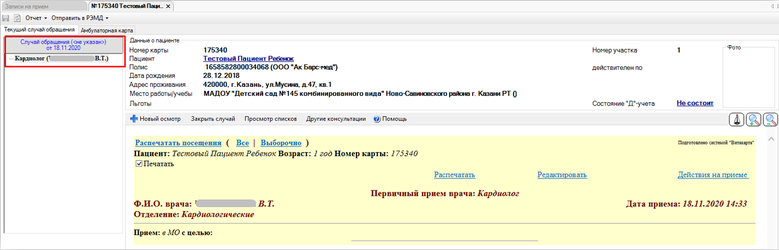 Записи на прием №175340 Тестовый Паци...
Отчет Отправить в РЭМД
Текущий случай обращения Амбулаторная карта
Случай обращения (<не указан>)
от 18.11.2020
Кардиолог ( В.Т.)
Данные о пациенте
Номер карты 175340 Номер участка 1 Фото
Пациент Тестовый Пациент Ребенок
Полис 1658582800034068 (ООО "Ак Барс-мед") действителен по
Дата рождения 28.12.2018
Адрес проживания 420000, г.Казань, ул.Мусина, д.47, кв.1
Место работы/учебы МАДОУ "Детский сад №145 комбинированного вида" Ново-Савиновского района г. Казани РТ ()
Льготы Состояние "Д"-учета Не состоит
Новый осмотр Закрыть случай Просмотр списков Другие консультации Помощь
Распечатать посещения ( Все | Выборочно ) Подготовлено системой "Витакарта"
Пациент: Тестовый Пациент Ребенок Возраст: 1 год Номер карты: 175340
Печатать
Распечатать Редактировать Действия на приеме
Первичный прием врача: Кардиолог
Ф.И.О. врача: В.Т. Дата приема: 18.11.2020 14:33
Отделение: Кардиологические
Прием: в МО с целью: